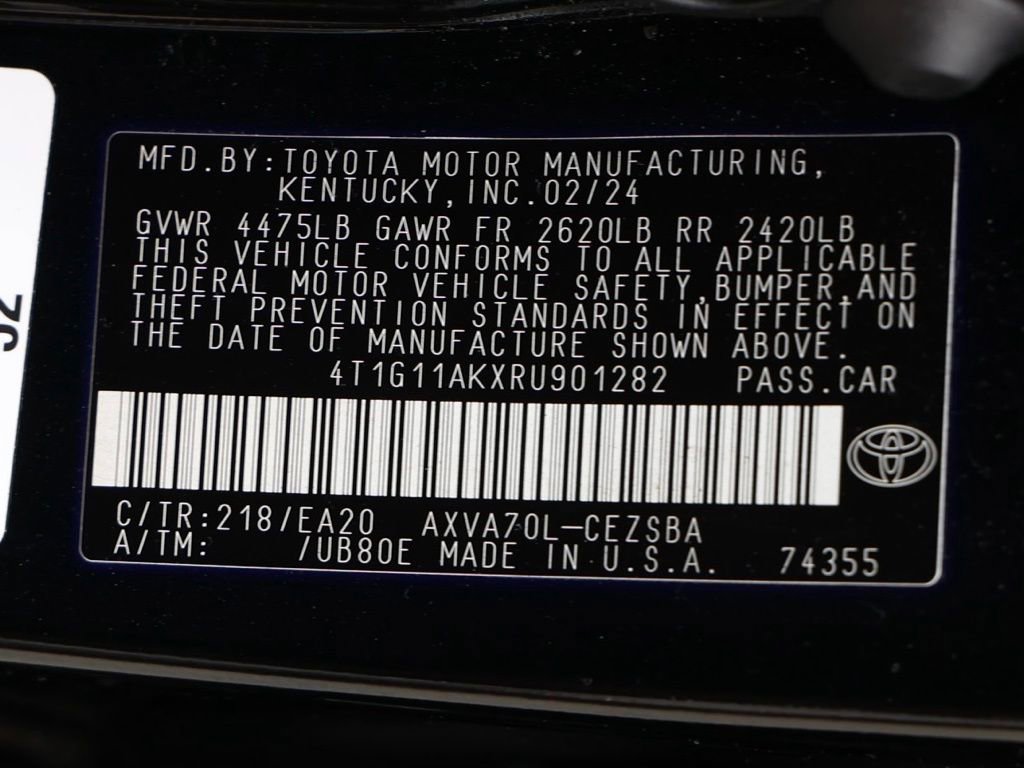 MFD.BY:TOYOTA MOTOR MANUFACTURING,
KENTUCKY,INC.02/24
GVWR 4475LB GAWR FR 2620LB RR 2420LB
THIS VEHICLE CONFORMS TO ALL APPLICABLE
FEDERAL MOTOR VEHICLE SAFETY,BUMPER,AND
THEFT PREVENTION STANDARDS IN EFFECT ON
THE DATE OF MANUFACTURE SHOWN ABOVE.
4T1G11AKXRU901282 PASS.CAR
C/TR:218/EA20 AXVA70L-CEZSBA
A/TM: /UB80E MADE IN U.S.A. 74355